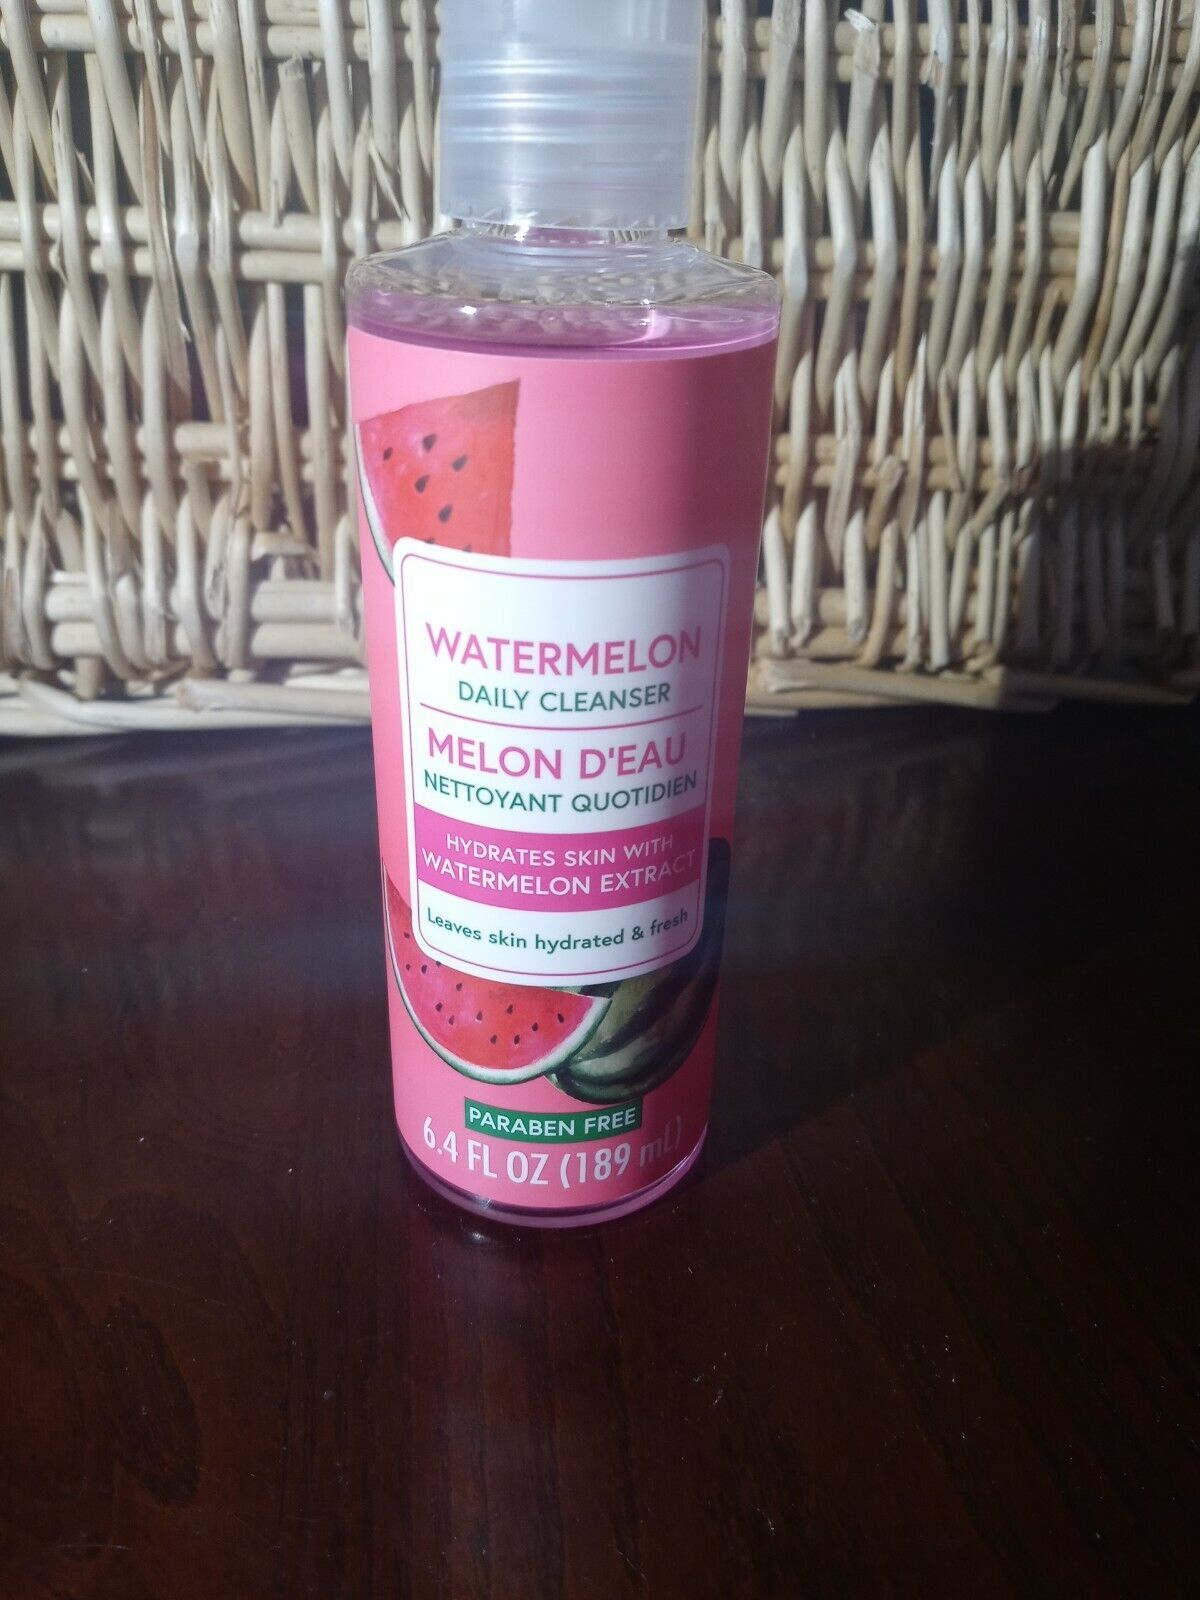 WATERMELON
DAILY CLEANSER
MELON D'EAU
NETTOYANT QUOTIDIEN
HYDRATES SKIN WITH
WATERMELON EXTRACT
Leaves skin hydrated & fresh
PARABEN FREE
6.4 FL OZ (189 mL)